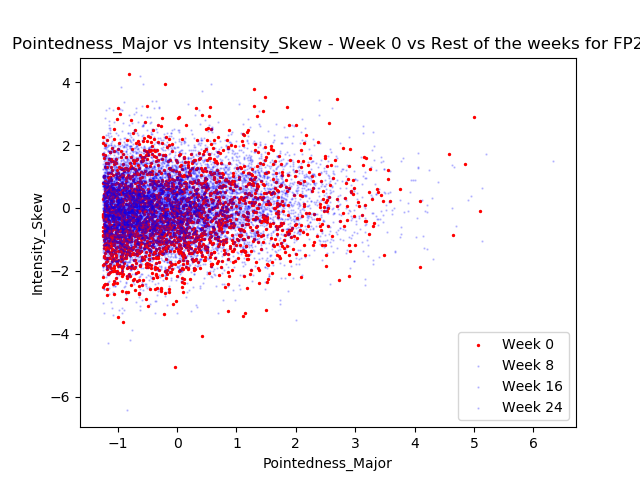 Pointedness_Major vs Intensity_Skew - Week 0 vs Rest of the weeks for FP2
4
2
0
−2
−4
−6
Intensity_Skew
Week 0
Week 8
Week 16
Week 24
−1 0 1 2 3 4 5 6
Pointedness_Major